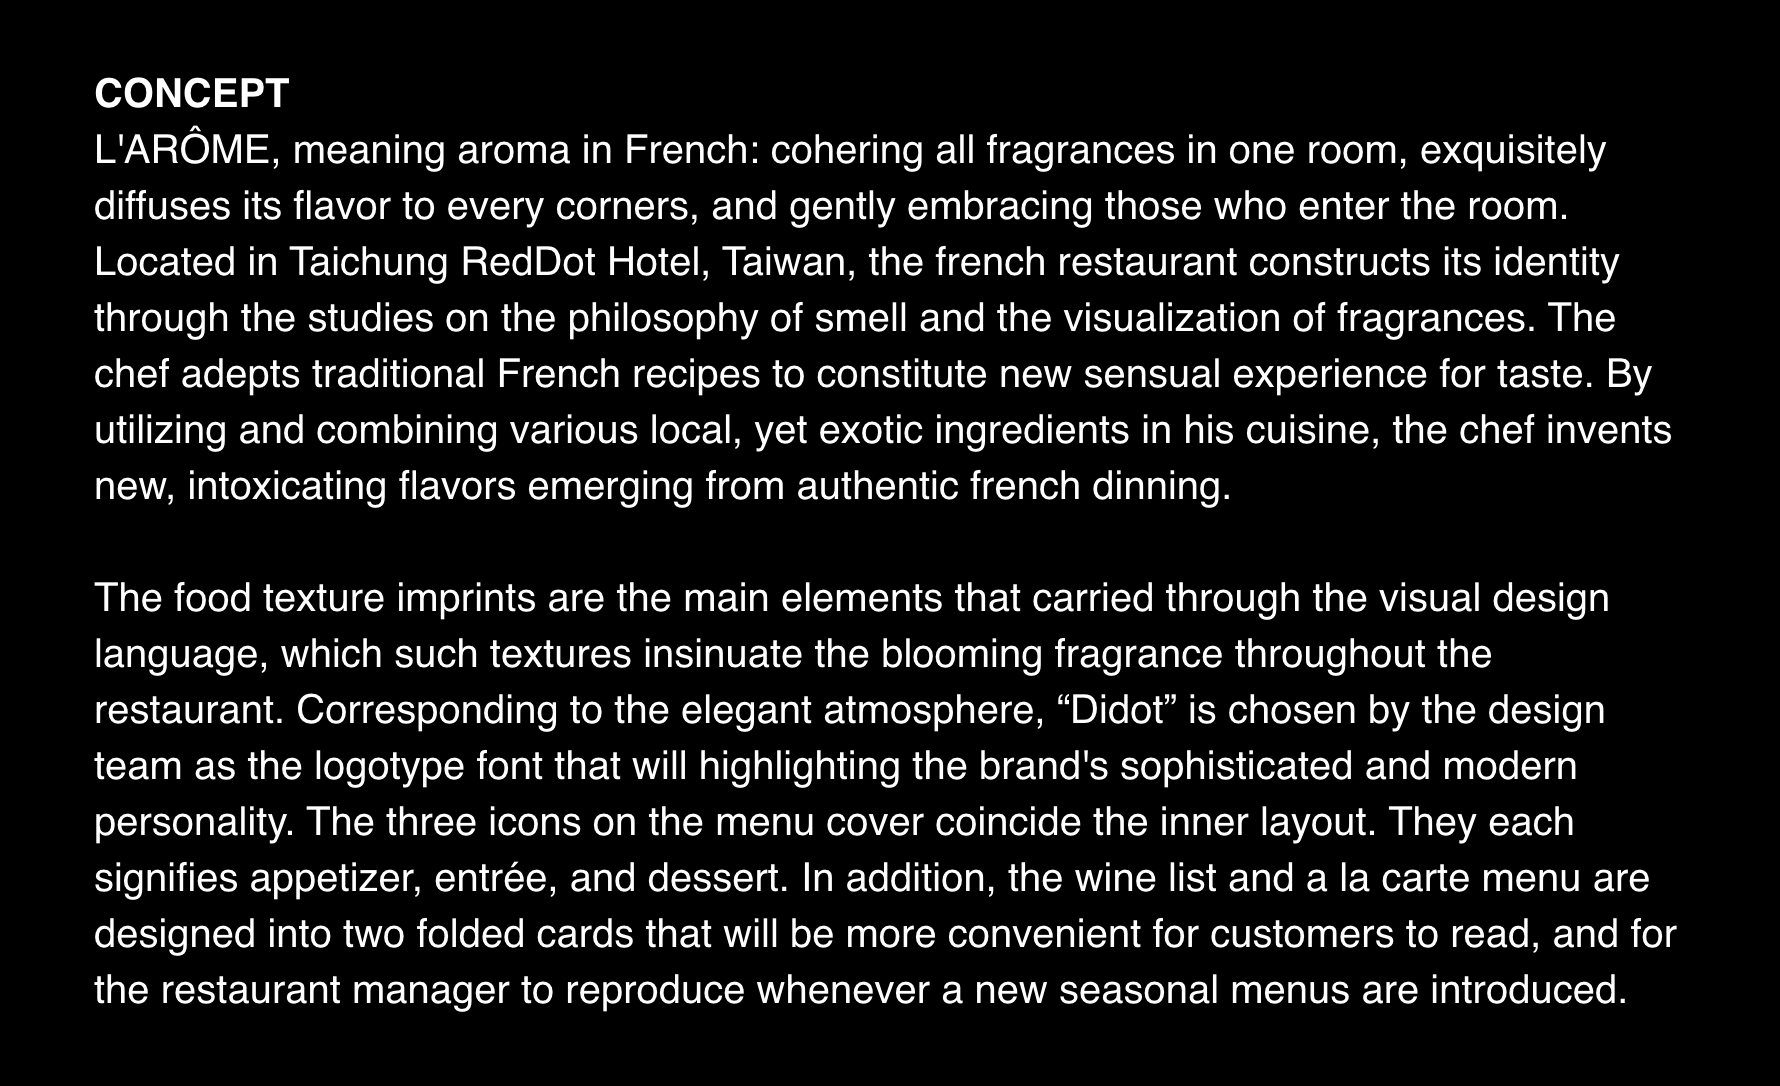 CONCEPT
L'ARÔME, meaning aroma in French: cohering all fragrances in one room, exquisitely
diffuses its flavor to every corners, and gently embracing those who enter the room.
Located in Taichung RedDot Hotel, Taiwan, the french restaurant constructs its identity
through the studies on the philosophy of smell and the visualization of fragrances. The
chef adepts traditional French recipes to constitute new sensual experience for taste. By
utilizing and combining various local, yet exotic ingredients in his cuisine, the chef invents
new, intoxicating flavors emerging from authentic french dinning.
The food texture imprints are the main elements that carried through the visual design
language, which such textures insinuate the blooming fragrance throughout the
restaurant. Corresponding to the elegant atmosphere, “Didot” is chosen by the design
team as the logotype font that will highlighting the brand's sophisticated and modern
personality. The three icons on the menu cover coincide the inner layout. They each
signifies appetizer, entrée, and dessert. In addition, the wine list and a la carte menu are
designed into two folded cards that will be more convenient for customers to read, and for
the restaurant manager to reproduce whenever a new seasonal menus are introduced.